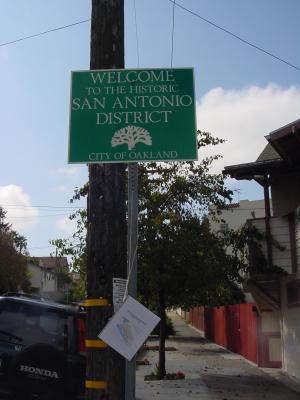 WELCOME
TO THE HISTORIC
SAN ANTONIO
DISTRICT
CITY OF OAKLAND
HONDA